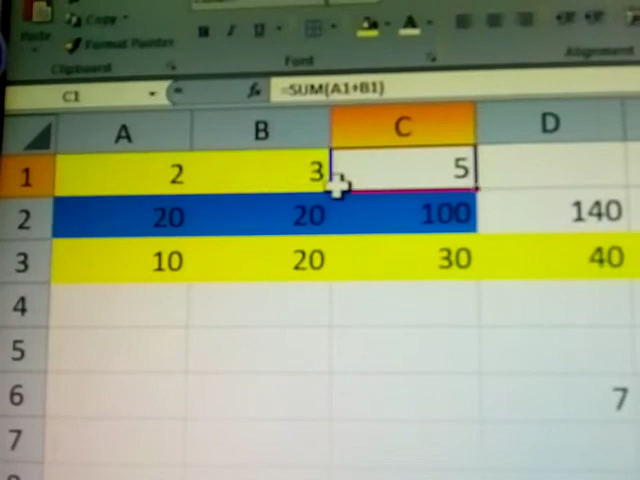 Paste
Copy
Format Painter
B I U
A
Clipboard
Font
Alignment
C1
fx
=SUM(A1+B1)
A B C D
1 2 3 5
2 20 20 100 140
3 10 20 30 40
4
5
6 7
7